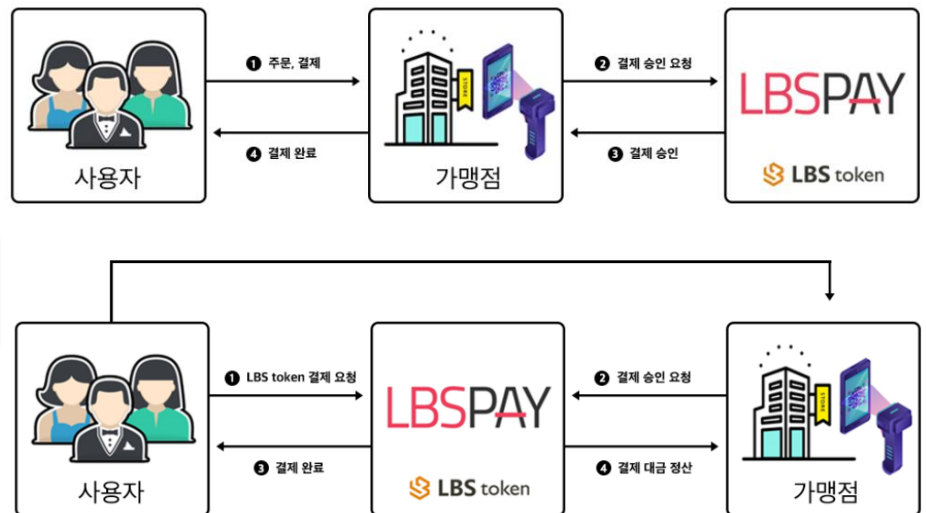 ❶ 주문, 결제
❷ 결제 승인 요청
STORE
LBSPAY
❹ 결제 완료
❸ 결제 승인
LBS token
사용자
가맹점
❶ LBS token 결제 요청
❷ 결제 승인 요청
STORE
LBSPAY
❸ 결제 완료
❹ 결제 대금 정산
LBS token
사용자
가맹점